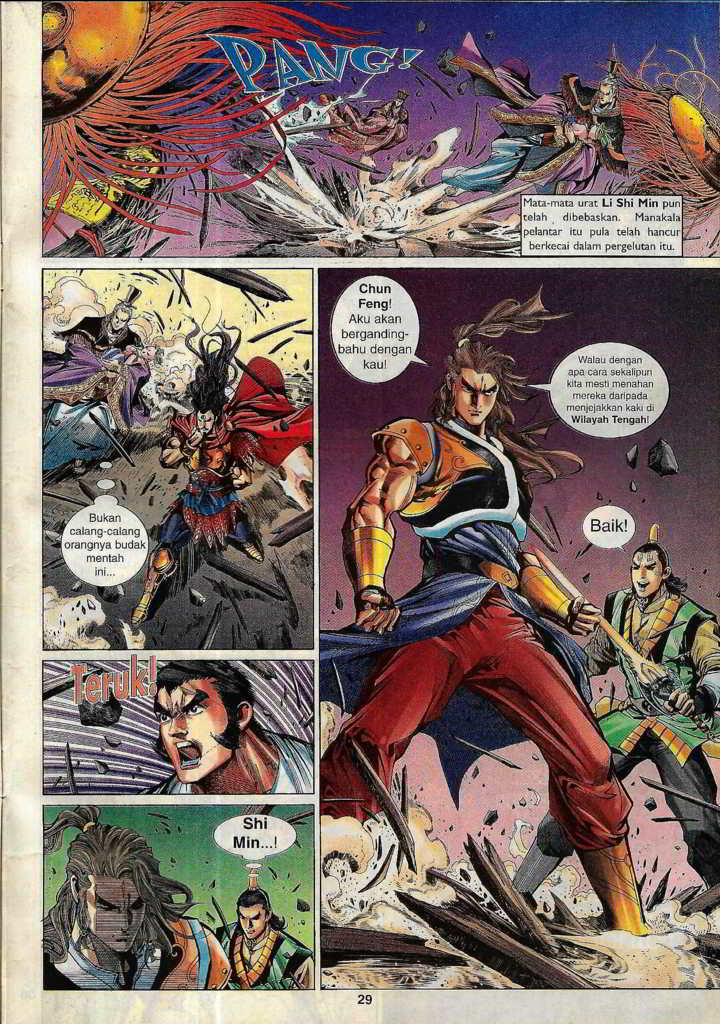 PANG!
Mata-mata urat Li Shi Min pun
telah dibebaskan. Manakala
pelantar itu pula telah hancur
berkecai dalam pergelutan itu.
Bukan
calang-calang
orangnya budak
mentah
ini...
Teruk!
Shi
Min...!
Chun
Feng!
Aku akan
berganding-
bahu dengan
kau!
Walau dengan
apa cara sekalipun
kita mesti menahan
mereka daripada
menjejakkan kaki di
Wilayah Tengah!
Baik!
29